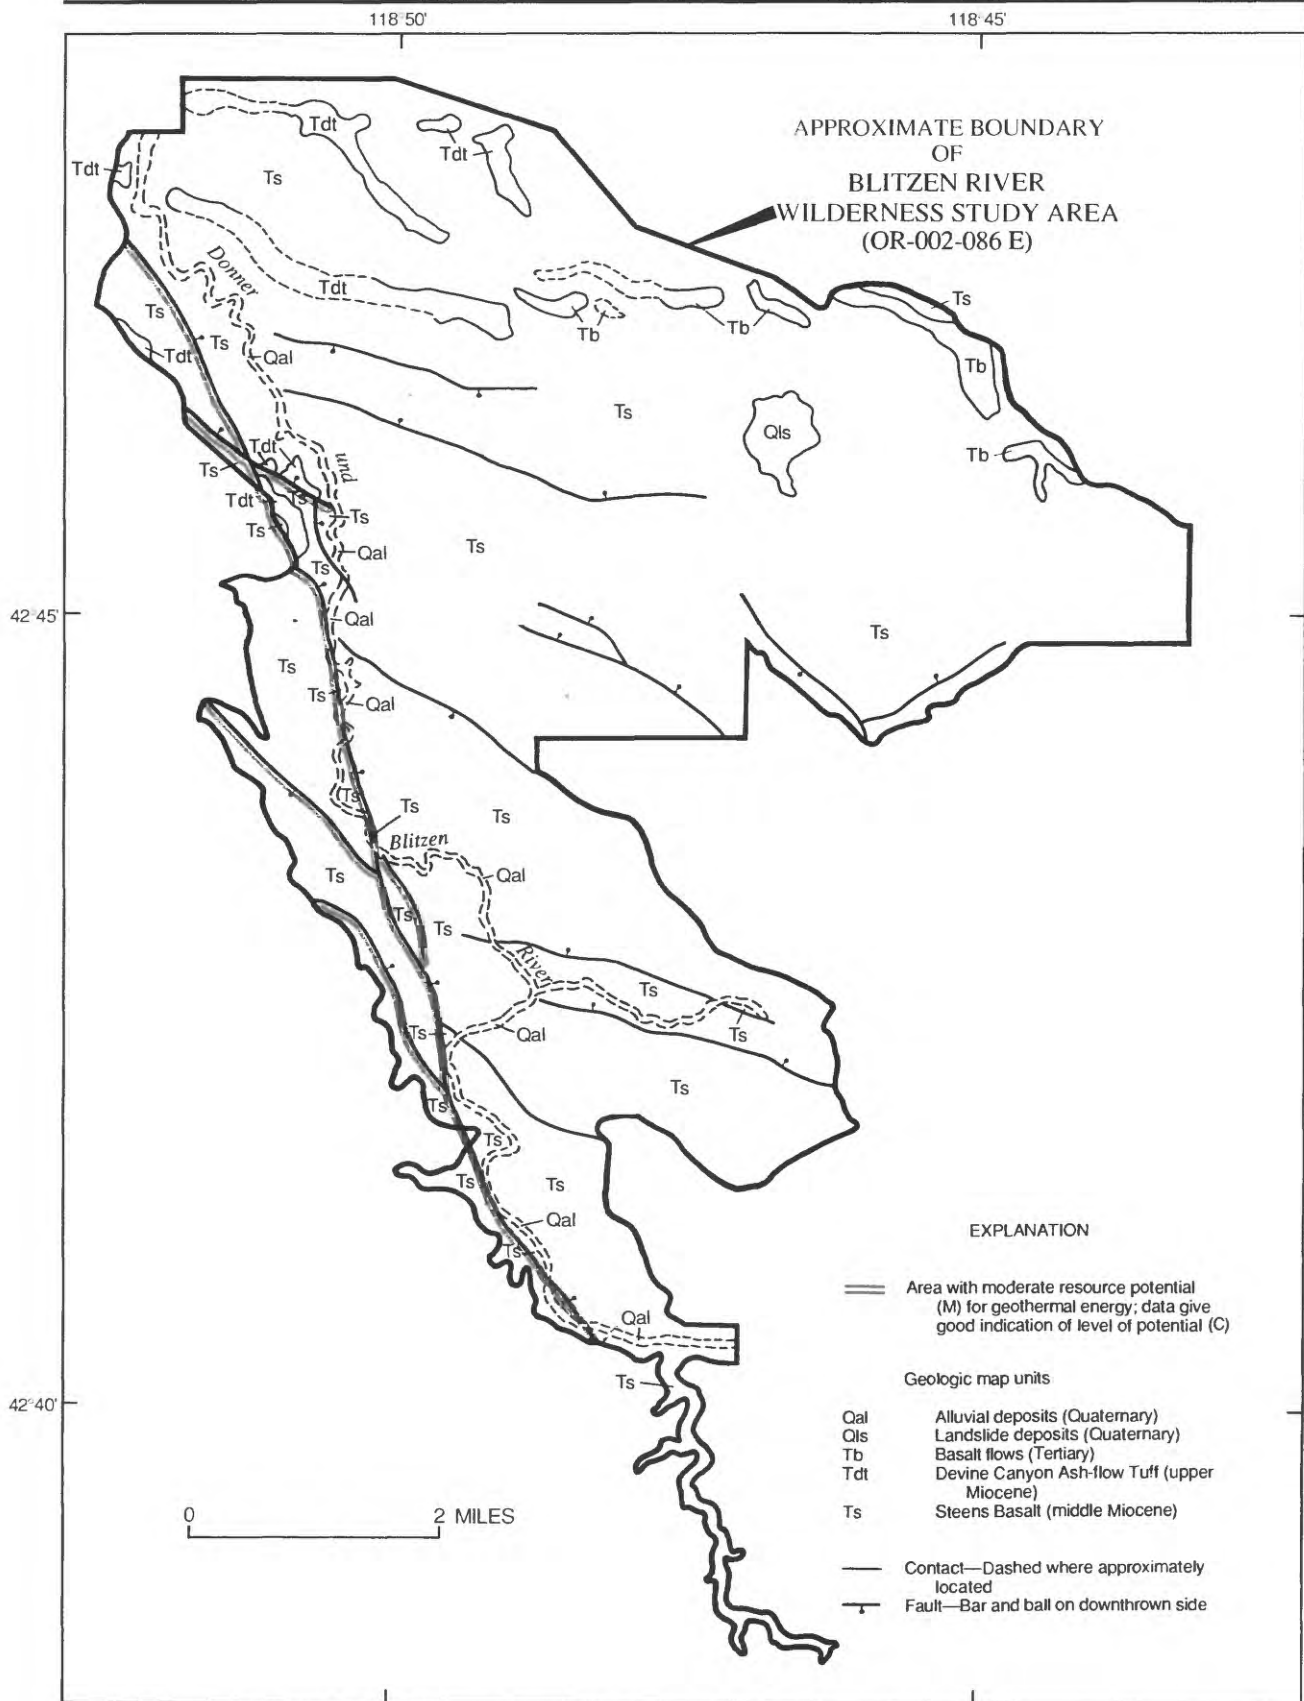 118°50'
118°45'
APPROXIMATE BOUNDARY
OF
BLITZEN RIVER
WILDERNESS STUDY AREA
(OR-002-086 E)
Tdt
Tdt
Tdt
Ts
Donner
Tdt
Ts
Ts
Tb
Tb
Ts
Tdt
Qal
Tb
Ts
Qls
Tdt
und
Tb
Ts
Tdt
Ts
Ts
Ts
Ts
Qal
Ts
42°45'
Qal
Ts
Ts
Ts
Qal
Ts
Ts
Ts
Blitzen
Ts
Qal
Ts
Ts
River
Ts
Ts
Qal
Ts
Ts
Ts
Ts
Ts
Ts
Qal
Ts
EXPLANATION
Area with moderate resource potential
(M) for geothermal energy; data give
good indication of level of potential (C)
Qal
Ts
Geologic map units
42°40'
Qal Alluvial deposits (Quaternary)
Qls Landslide deposits (Quaternary)
Tb Basalt flows (Tertiary)
Tdt Devine Canyon Ash-flow Tuff (upper
Miocene)
Ts Steens Basalt (middle Miocene)
0 2 MILES
Contact—Dashed where approximately
located
Fault—Bar and ball on downthrown side